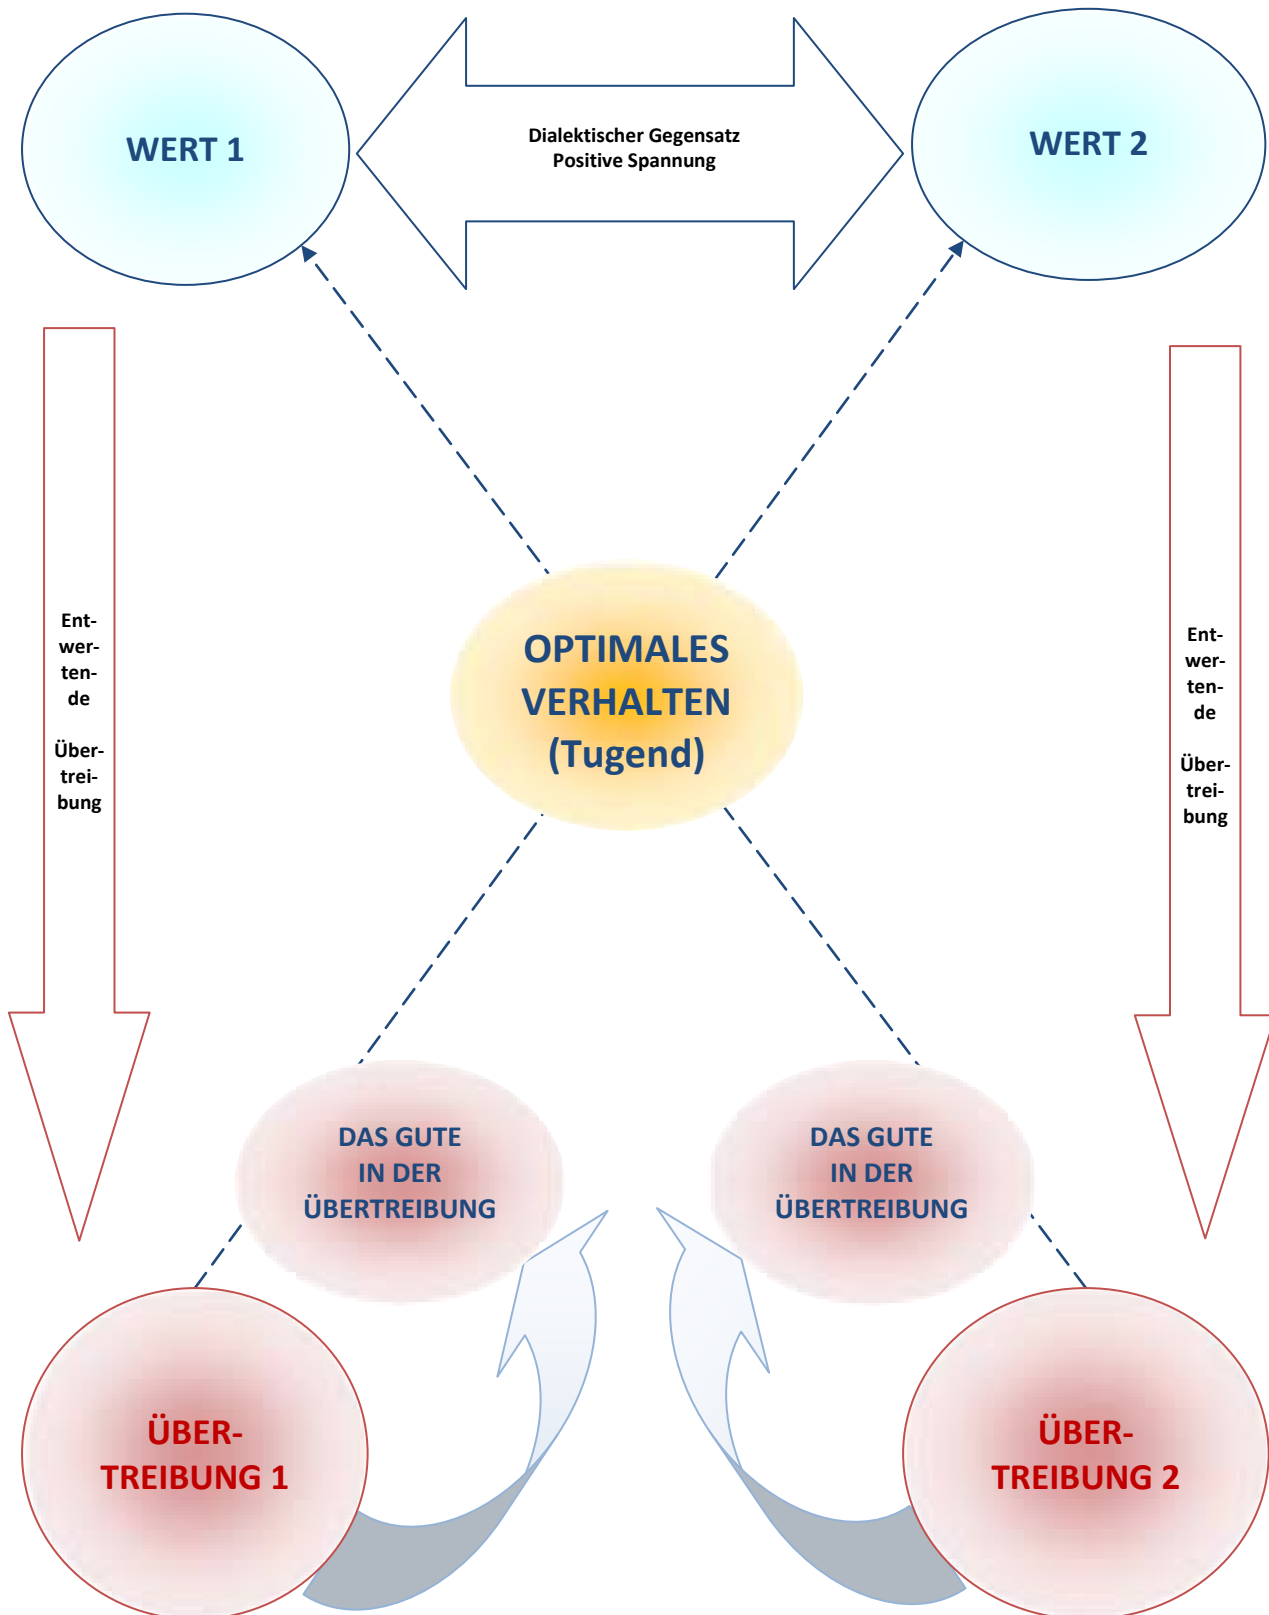 WERT 1
Dialektischer Gegensatz
Positive Spannung
WERT 2
Ent-
wer-
ten-
de
Über-
trei-
bung
OPTIMALES
VERHALTEN
(Tugend)
Ent-
wer-
ten-
de
Über-
trei-
bung
DAS GUTE
IN DER
ÜBERTREIBUNG
DAS GUTE
IN DER
ÜBERTREIBUNG
ÜBER-
TREIBUNG 1
ÜBER-
TREIBUNG 2